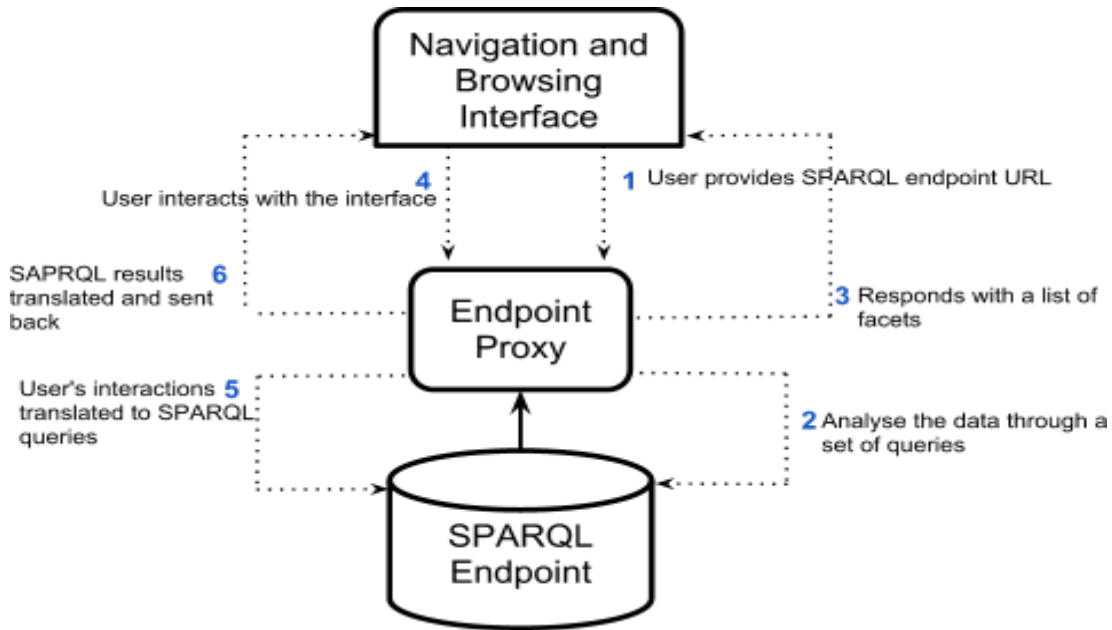 Navigation and
Browsing
Interface
4
User interacts with the interface
1 User provides SPARQL endpoint URL
SAPRQL results 6
translated and sent
back
Endpoint
Proxy
3 Responds with a list of
facets
User's interactions 5
translated to SPARQL
queries
2 Analyse the data through a
set of queries
SPARQL
Endpoint